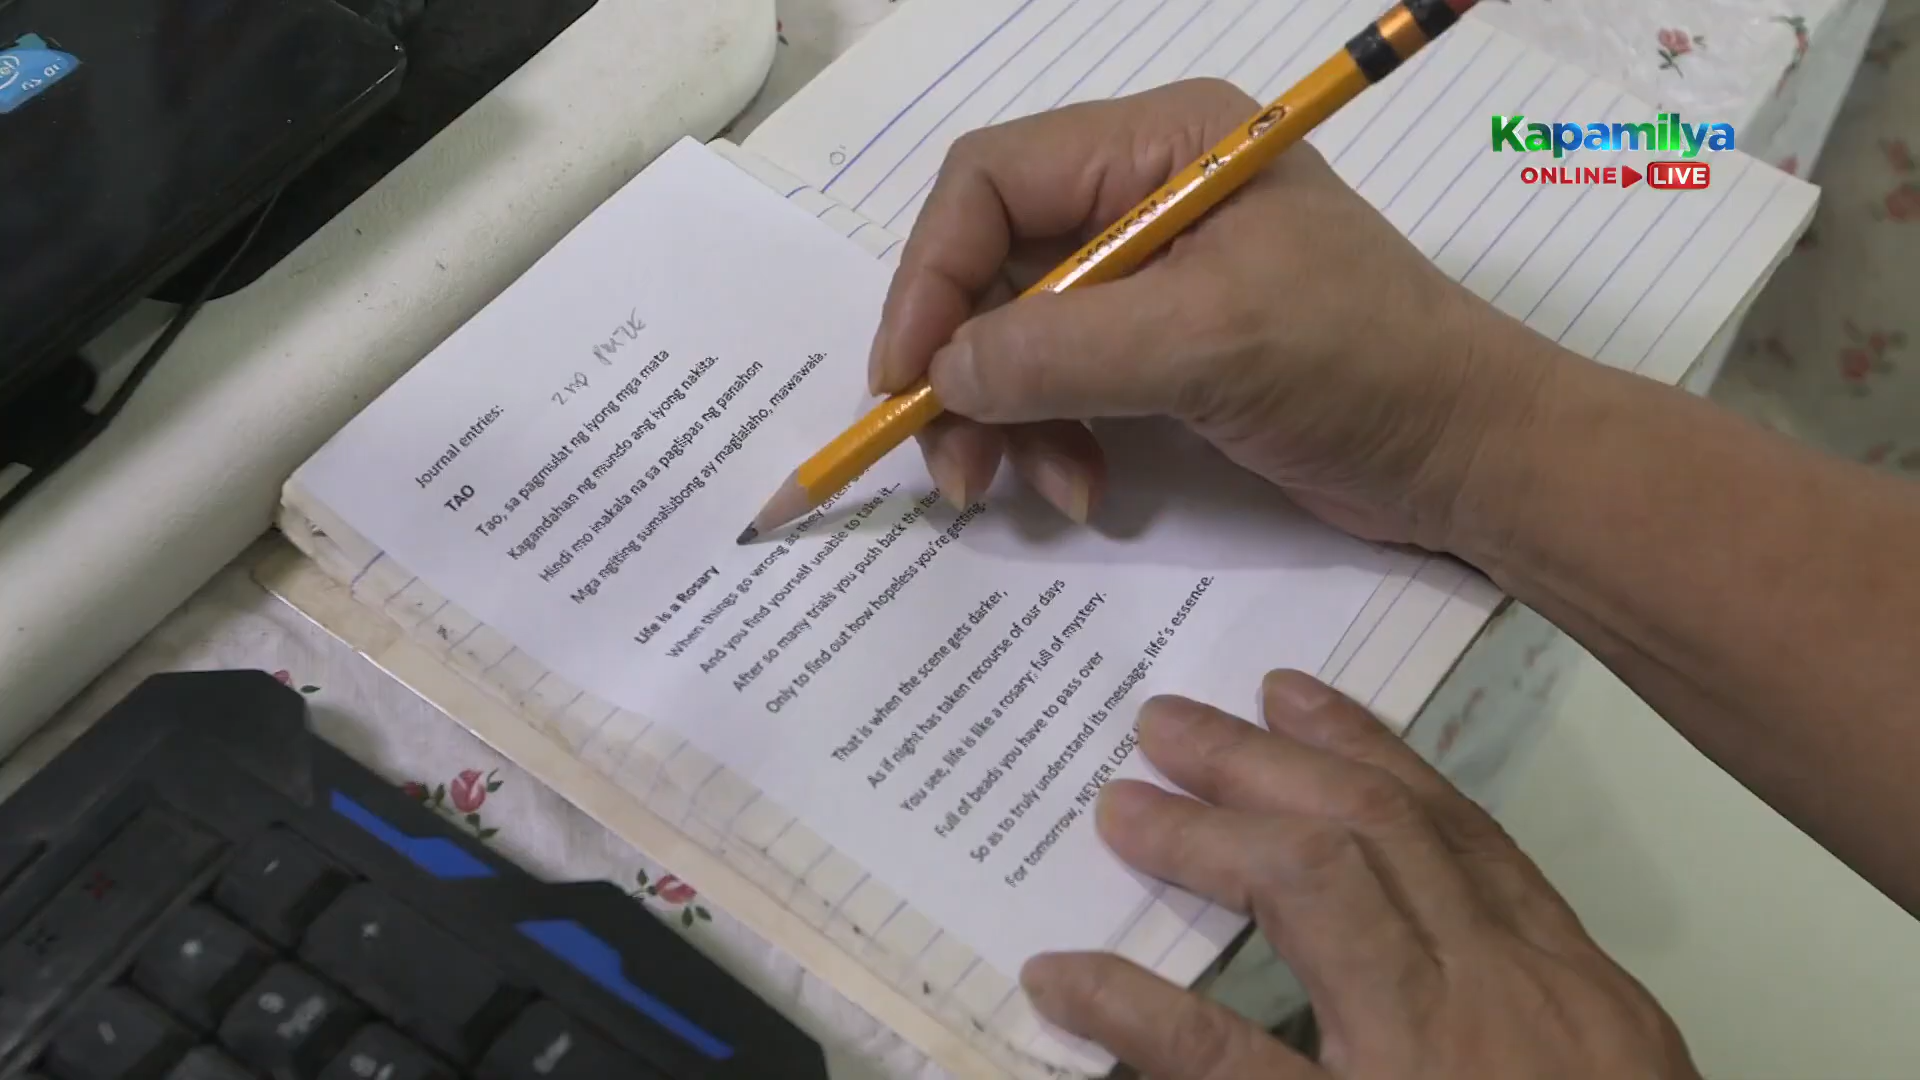 Kapamilya
ONLINE LIVE
Journal entries:
TAO
Tao, sa pagmulat ng iyong mga mata
Kagandahan ng mundo ang iyong nakita.
Hindi mo inakala na sa paglipas ng panahon
Mga ngiting sumalubong ay maglalaho, mawawala.
Life is a Rosary
When things go wrong as they often
And you find yourself unable to take it...
After so many trials you push back the
Only to find out how hopeless you're getting.
That is when the scene gets darker,
As if night has taken recourse of our days
You see, life is like a rosary; full of mystery.
Full of beads you have to pass over
So as to truly understand its message; life's essence.
For tomorrow, NEVER LOSE
MONGOL